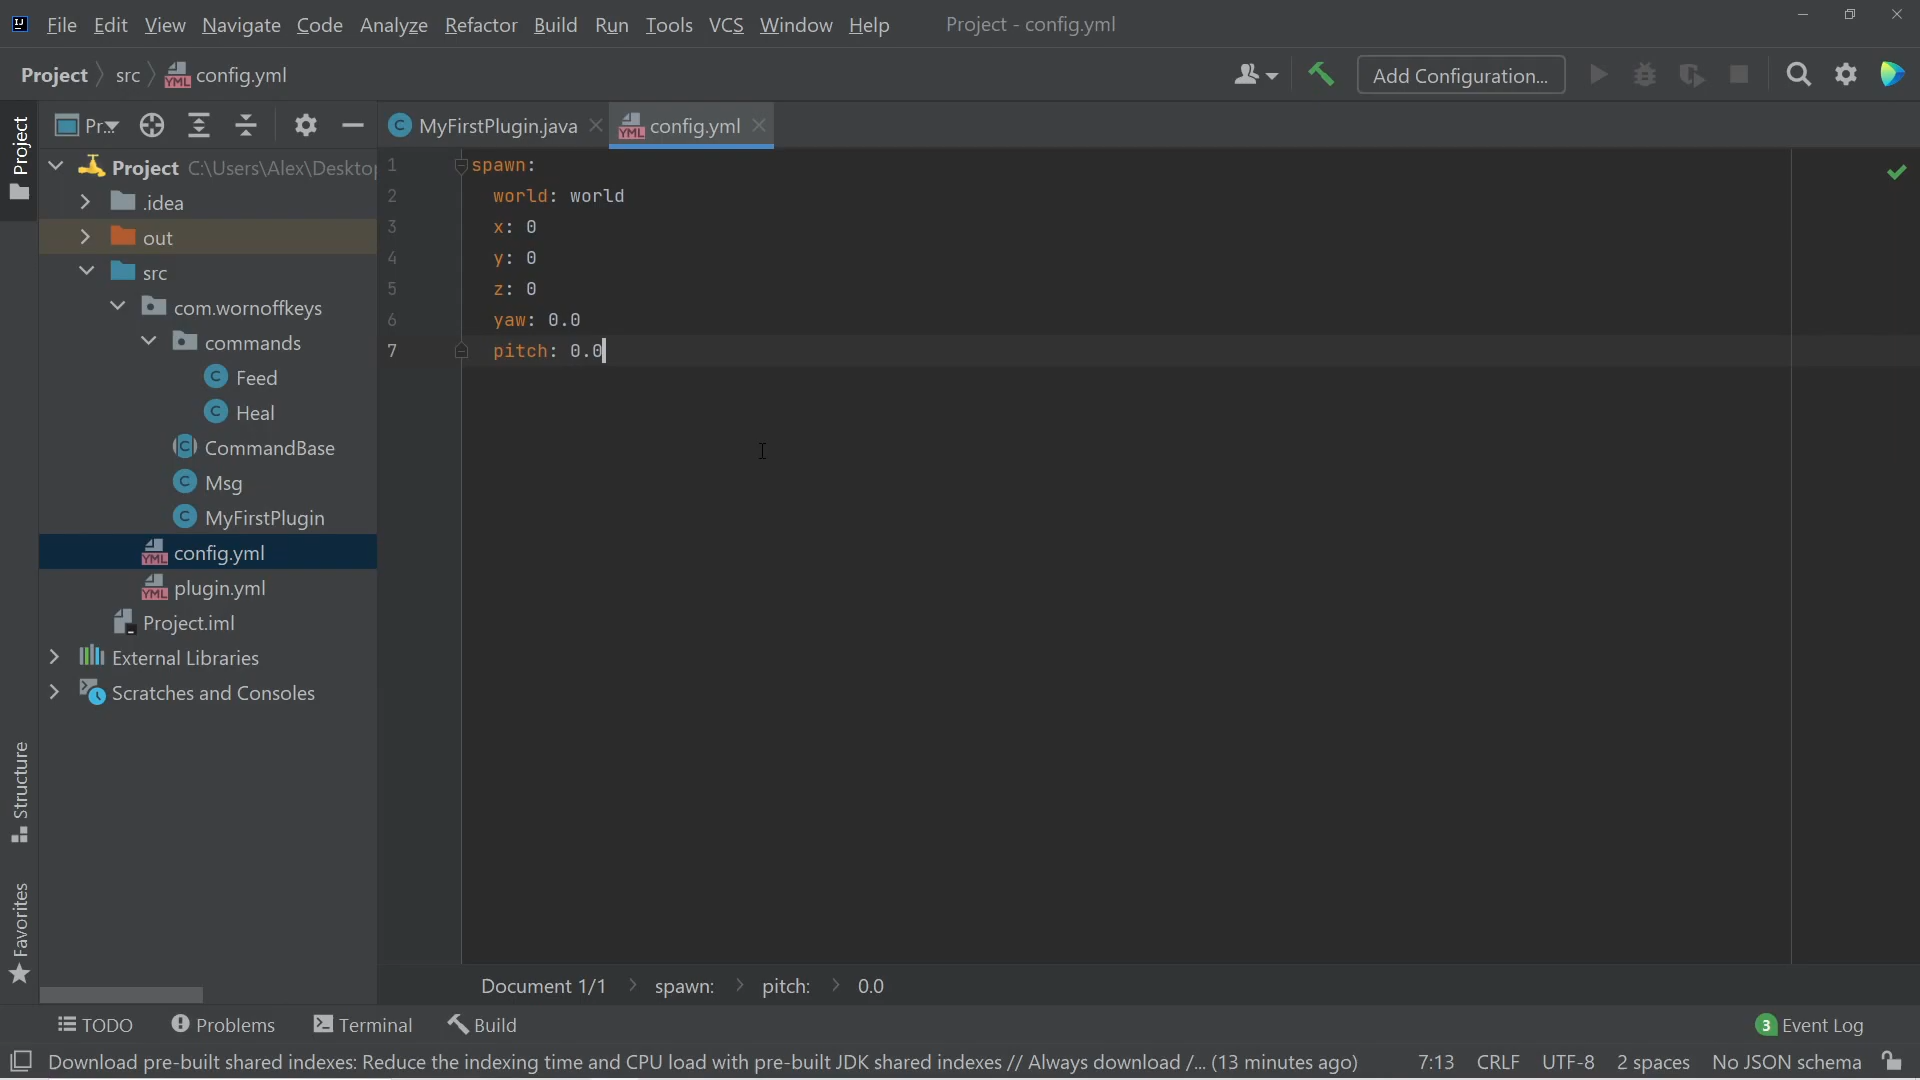 File Edit View Navigate Code Analyze Refactor Build Run Tools VCS Window Help Project - config.yml
Project src config.yml Add Configuration...
Project
Pr...
MyFirstPlugin.java config.yml
Project C:\Users\Alex\Desktop
.idea
out
src
com.wornoffkeys
commands
Feed
Heal
CommandBase
Msg
MyFirstPlugin
config.yml
plugin.yml
Project.iml
External Libraries
Scratches and Consoles
Structure
Favorites
1 spawn:
2 world: world
3 x: 0
4 y: 0
5 z: 0
6 yaw: 0.0
7 pitch: 0.0
Document 1/1 spawn: pitch: 0.0
TODO Problems Terminal Build 3 Event Log
Download pre-built shared indexes: Reduce the indexing time and CPU load with pre-built JDK shared indexes // Always download /... (13 minutes ago) 7:13 CRLF UTF-8 2 spaces No JSON schema